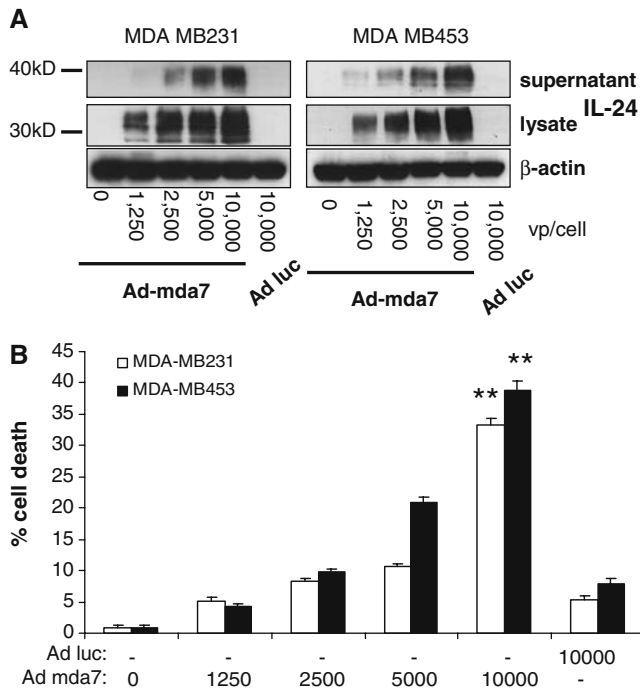 A
MDA MB231 MDA MB453
40kD
supernatant
IL-24
30kD
lysate
β-actin
0 1,250 2,500 5,000 10,000 10,000 0 1,250 2,500 5,000 10,000 10,000
vp/cell
Ad-mda7 Ad luc Ad-mda7 Ad luc
B
45
40
35
30
25
20
15
10
5
0
% cell death
MDA-MB231
MDA-MB453
** **
Ad luc: - - - - - 10000
Ad mda7: 0 1250 2500 5000 10000 -